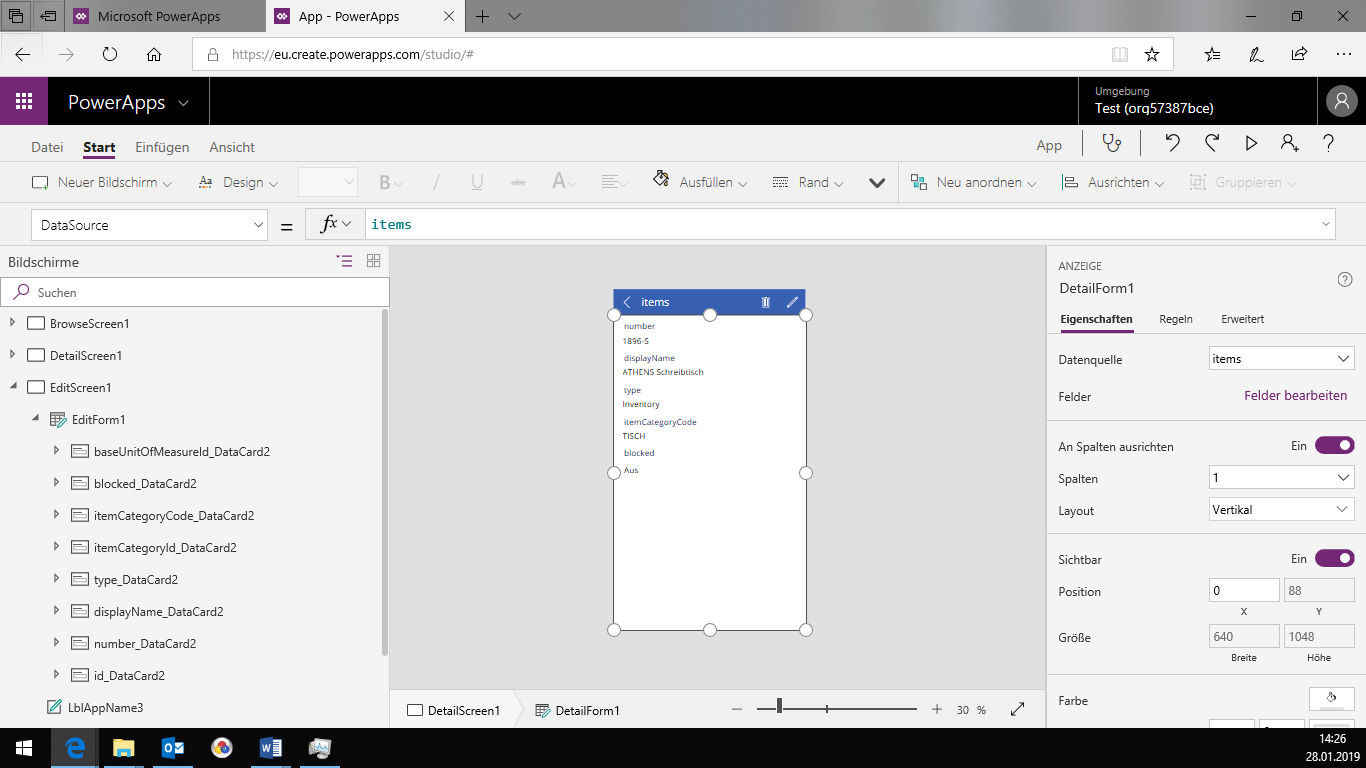 Microsoft PowerApps
App - PowerApps
https://eu.create.powerapps.com/studio/#
PowerApps
Umgebung
Test (org57387bce)
Datei Start Einfügen Ansicht App
Neuer Bildschirm Design B / U abc A Ausfüllen Rand Neu anordnen Ausrichten Gruppieren
DataSource = fx items
Bildschirme
Suchen
BrowseScreen1
DetailScreen1
EditScreen1
EditForm1
baseUnitOfMeasureId_DataCard2
blocked_DataCard2
itemCategoryCode_DataCard2
itemCategoryId_DataCard2
type_DataCard2
displayName_DataCard2
number_DataCard2
id_DataCard2
LblAppName3
items
number
1896-S
displayName
ATHENS Schreibtisch
type
Inventory
itemCategoryCode
TISCH
blocked
Aus
DetailScreen1 DetailForm1 30 %
ANZEIGE
DetailForm1
Eigenschaften Regeln Erweitert
Datenquelle items
Felder Felder bearbeiten
An Spalten ausrichten Ein
Spalten 1
Layout Vertikal
Sichtbar Ein
Position 0 88
X Y
Größe 640 1048
Breite Höhe
Farbe
14:26
28.01.2019